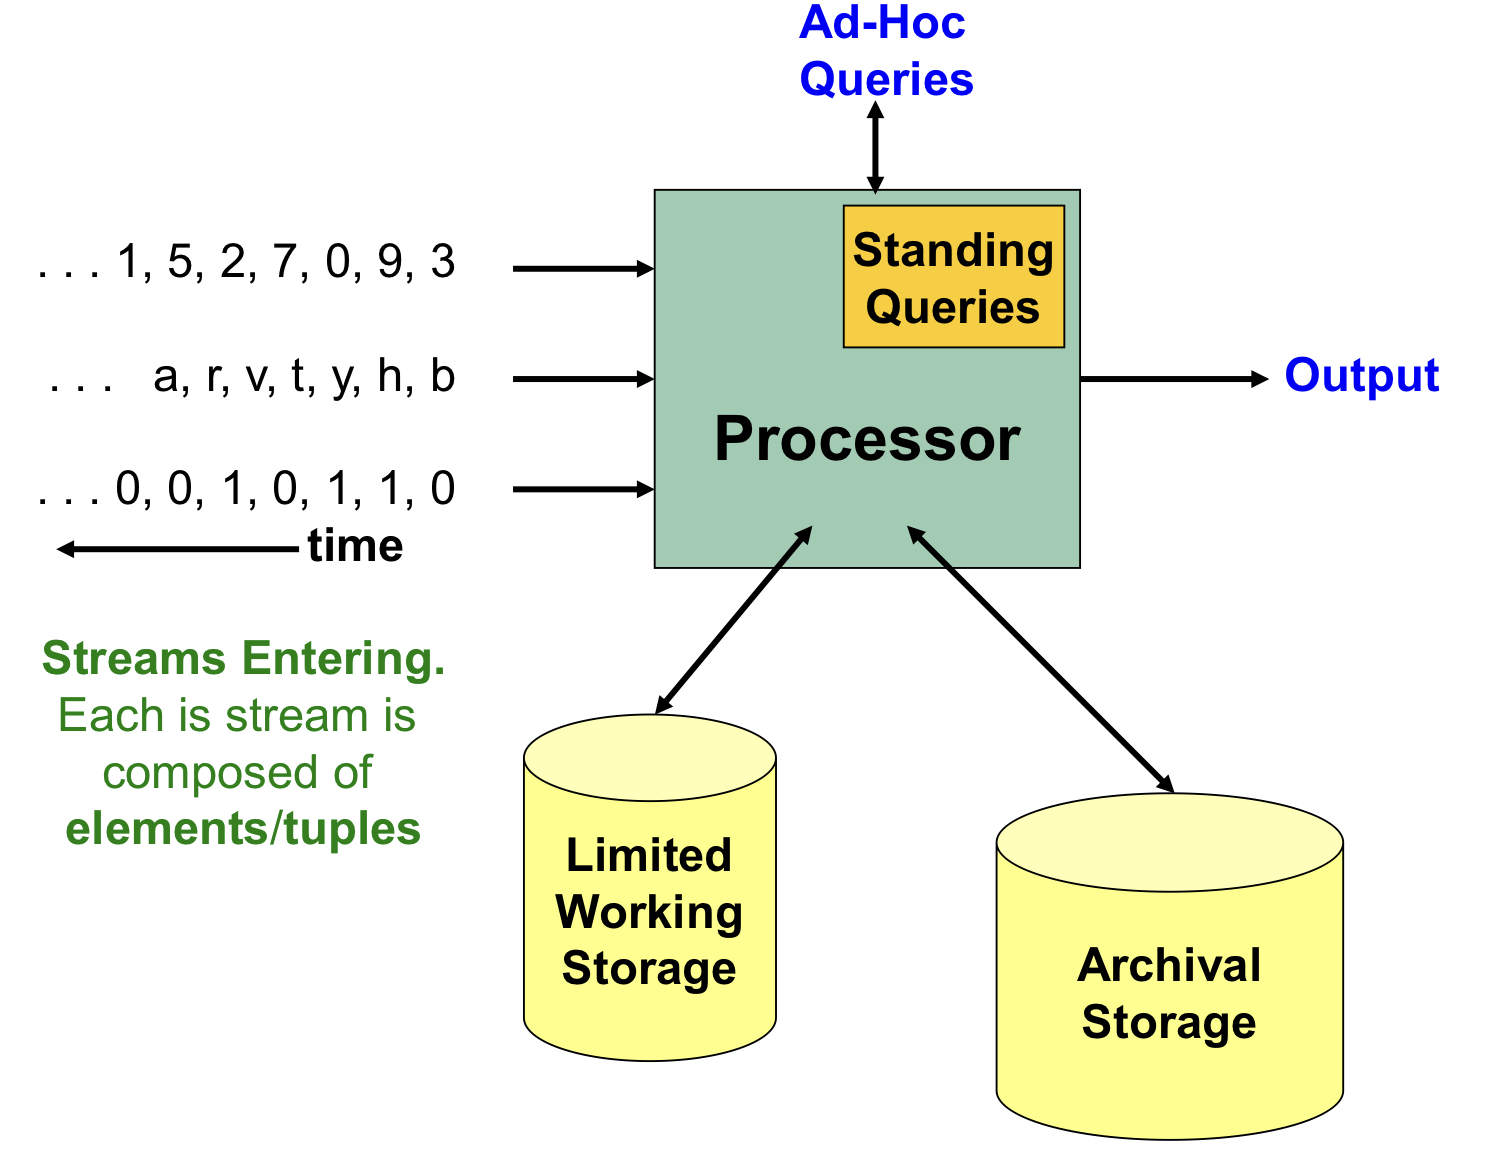 Ad-Hoc
Queries
. . . 1, 5, 2, 7, 0, 9, 3
Standing
Queries
. . . a, r, v, t, y, h, b
Output
Processor
. . . 0, 0, 1, 0, 1, 1, 0
time
Streams Entering.
Each is stream is
composed of
elements/tuples
Limited
Working
Storage
Archival
Storage